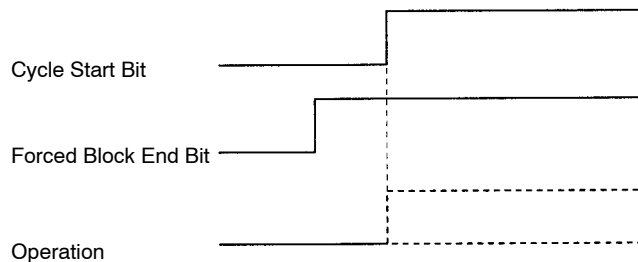 Cycle Start Bit
Forced Block End Bit
Operation